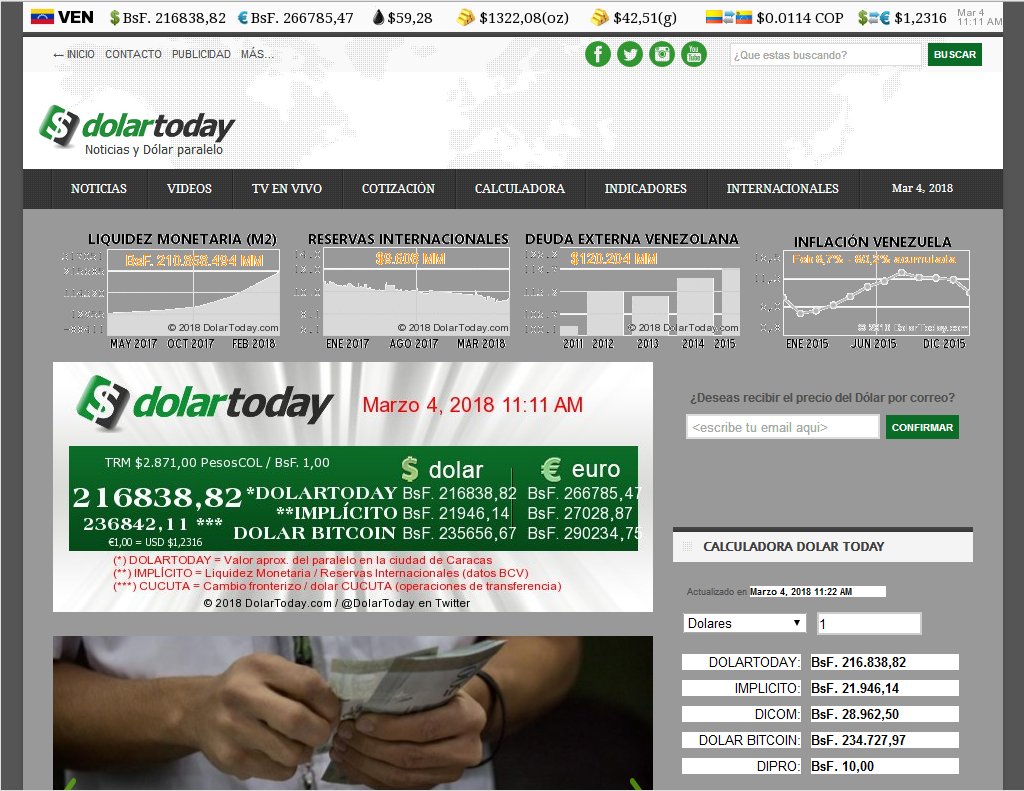 VEN $ BsF. 216838,82 € BsF. 266785,47 $59,28 $1322,08(oz) $42,51(g) $0.0114 COP $ € $1,2316 Mar 4
11:11 AM
← INICIO CONTACTO PUBLICIDAD MÁS... f You Tube ¿Que estas buscando? BUSCAR
dolartoday
Noticias y Dólar paralelo
NOTICIAS VIDEOS TV EN VIVO COTIZACIÓN CALCULADORA INDICADORES INTERNACIONALES Mar 4, 2018
LIQUIDEZ MONETARIA (M2)
BsF. 210.858.494 MM
© 2018 DolarToday.com
MAY 2017 OCT 2017 FEB 2018
RESERVAS INTERNACIONALES
$9.608 MM
© 2018 DolarToday.com
ENE 2017 AGO 2017 MAR 2018
DEUDA EXTERNA VENEZOLANA
$120.204 MM
© 2018 DolarToday.com
2011 2012 2013 2014 2015
INFLACIÓN VENEZUELA
acumulada
© 2018 DolarToday.com
ENE 2015 JUN 2015 DIC 2015
dolartoday
Marzo 4, 2018 11:11 AM
TRM $2.871,00 PesosCOL / BsF. 1,00
$ dolar € euro
216838,82 *DOLARTODAY BsF. 216838,82 BsF. 266785,47
**IMPLÍCITO BsF. 21946,14 BsF. 27028,87
236842,11 ***
DOLAR BITCOIN BsF. 235656,67 BsF. 290234,75
€1,00 = USD $1,2316
(*) DOLARTODAY = Valor aprox. del paralelo en la ciudad de Caracas
(**) IMPLÍCITO = Liquidez Monetaria / Reservas Internacionales (datos BCV)
(***) CUCUTA = Cambio fronterizo / dolar CUCUTA (operaciones de transferencia)
© 2018 DolarToday.com / @DolarToday en Twitter
¿Deseas recibir el precio del Dólar por correo?
<escribe tu email aqui> CONFIRMAR
CALCULADORA DOLAR TODAY
Actualizado en Marzo 4, 2018 11:22 AM
Dolares 1
DOLARTODAY: BsF. 216.838,82
IMPLICITO: BsF. 21.946,14
DICOM: BsF. 28.962,50
DOLAR BITCOIN: BsF. 234.727,97
DIPRO: BsF. 10,00